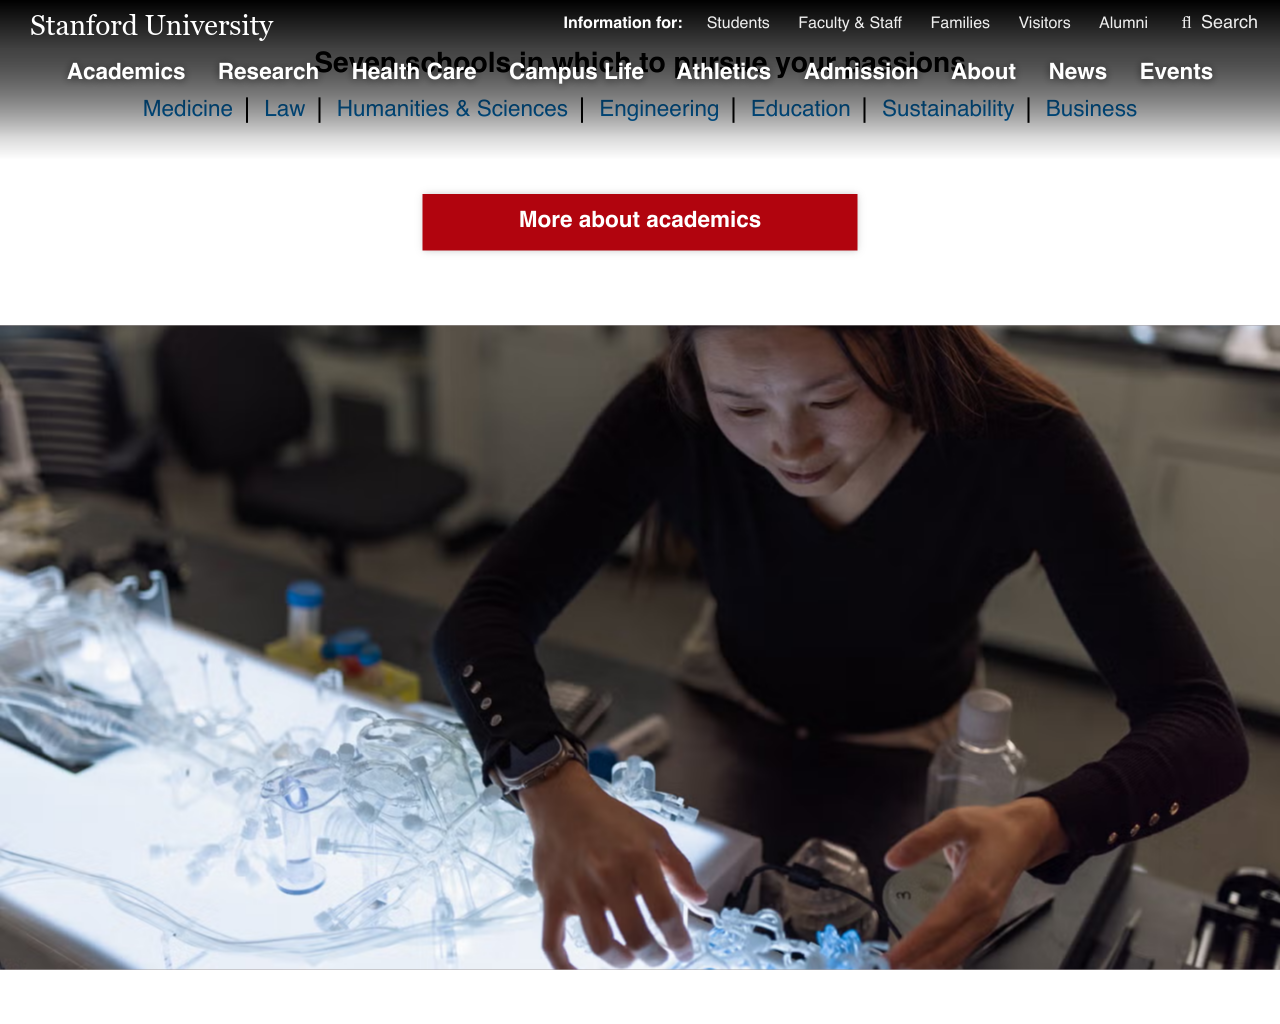 Stanford University
Information for: Students Faculty & Staff Families Visitors Alumni Search
Seven schools in which to pursue your passions
Academics Research Health Care Campus Life Athletics Admission About News Events
Medicine | Law | Humanities & Sciences | Engineering | Education | Sustainability | Business
More about academics
3